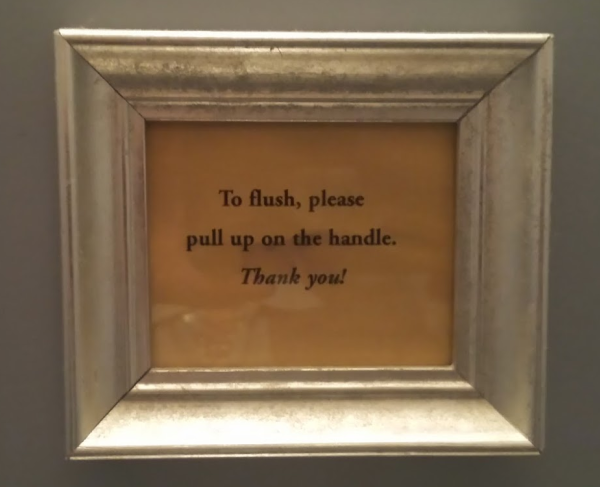 To flush, please
pull up on the handle.
Thank you!